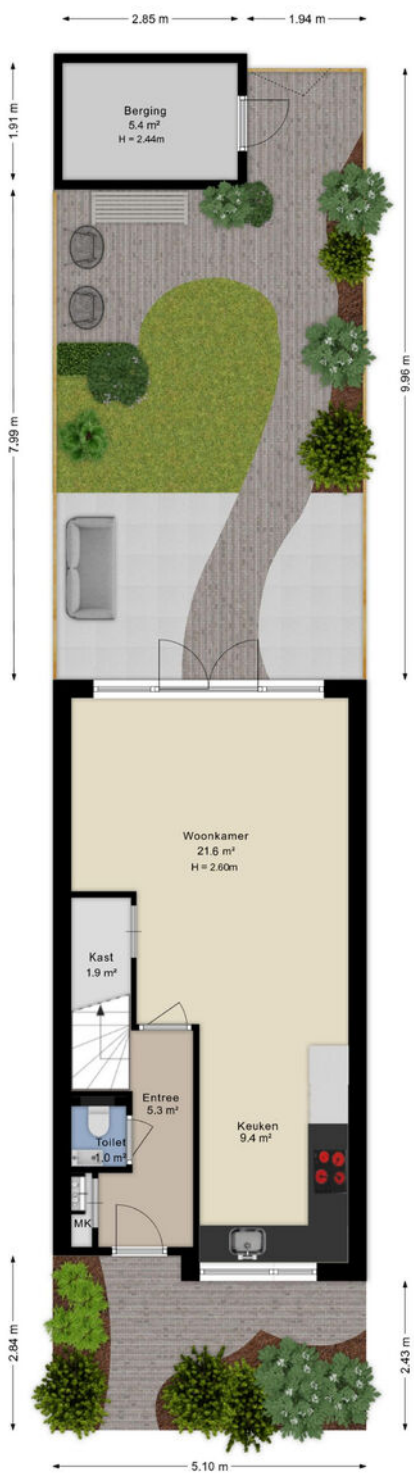 2.85 m
1.94 m
1.91 m
Berging
5.4 m²
H = 2.44m
7.99 m
9.96 m
Woonkamer
21.6 m²
H = 2.60m
Kast
1.9 m²
Entree
5.3 m²
Keuken
9.4 m²
Toilet
1.0 m²
MK
2.84 m
2.43 m
5.10 m